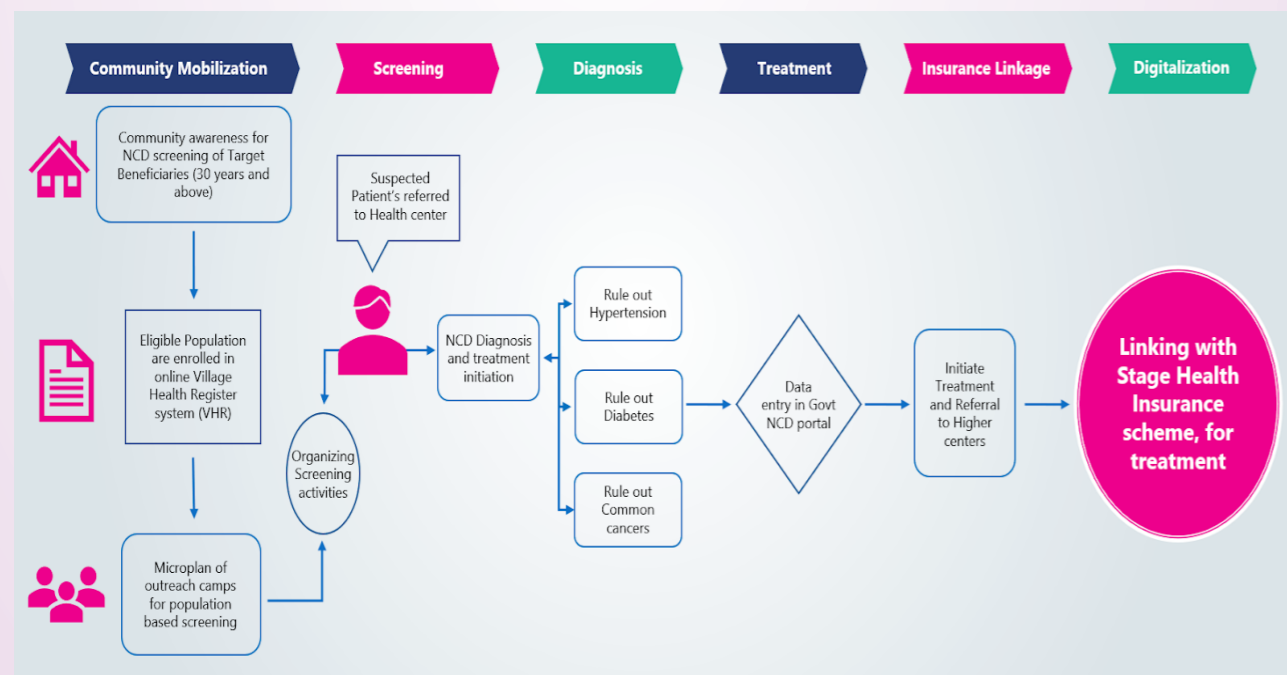 Community Mobilization
Screening
Diagnosis
Treatment
Insurance Linkage
Digitalization
Community awareness for
NCD screening of Target
Beneficiaries (30 years and
above)
Eligible Population
are enrolled in
online Village
Health Register
system (VHR)
Microplan of
outreach camps
for population
based screening
Organizing
Screening
activities
Suspected
Patient's referred
to Health center
NCD Diagnosis
and treatment
initiation
Rule out
Hypertension
Rule out
Diabetes
Rule out
Common
cancers
Data
entry in Govt
NCD portal
Initiate
Treatment
and Referral
to Higher
centers
Linking with
Stage Health
Insurance
scheme, for
treatment